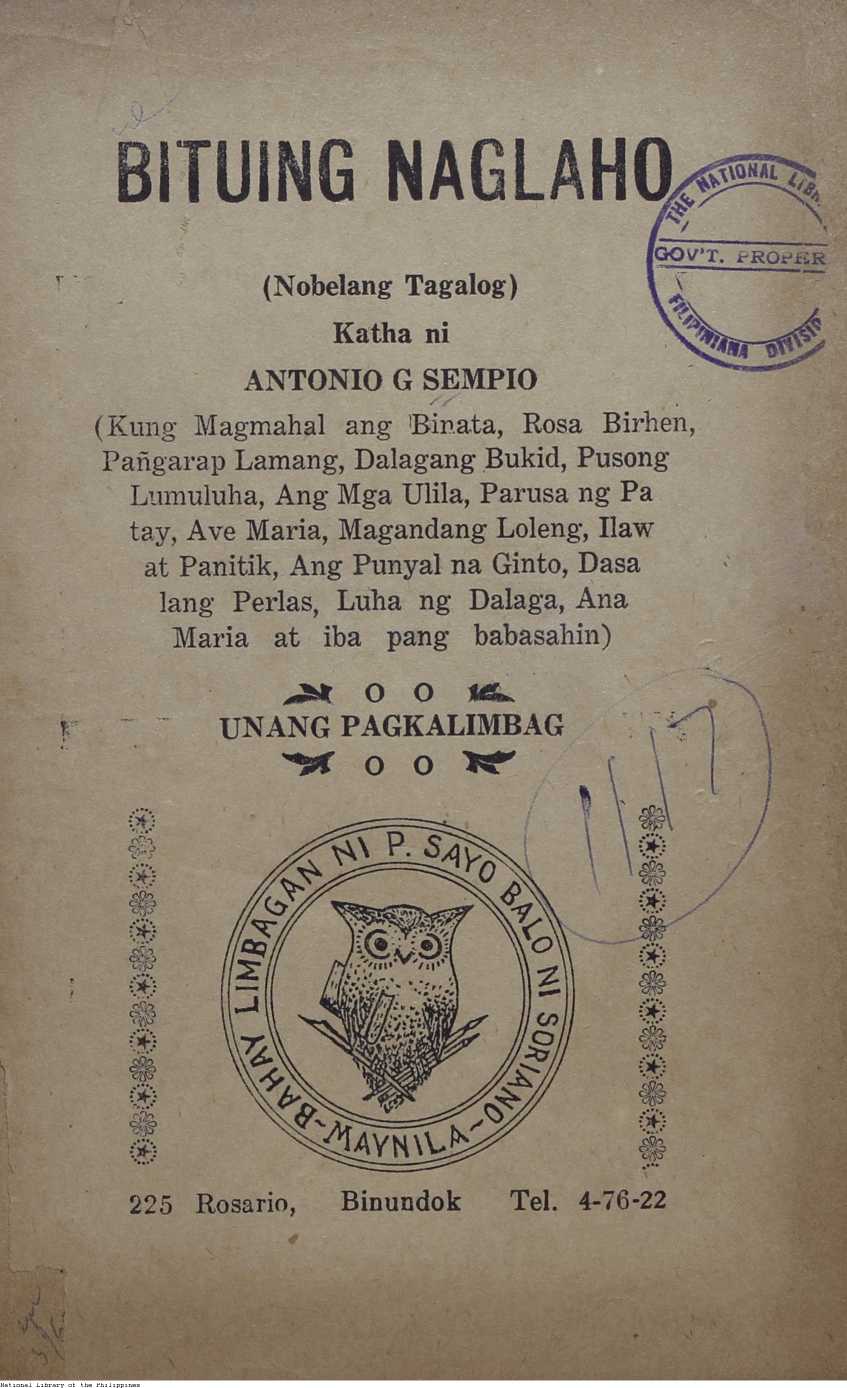 BITUING NAGLAHO
THE NATIONAL
GOV'T. PROPER
FILIPINIANA
(Nobelang Tagalog)
Katha ni
ANTONIO G SEMPIO
(Kung Magmahal ang Binata, Rosa Birhen,
Pañgarap Lamang, Dalagang Bukid, Pusong
Lumuluha, Ang Mga Ulila, Parusa ng Pa
tay, Ave Maria, Magandang Loleng, Ilaw
at Panitik, Ang Punyal na Ginto, Dasa
lang Perlas, Luha ng Dalaga, Ana
Maria at iba pang babasahin)
O O
UNANG PAGKALIMBAG
O O
BAHAY LIMBAGAN NI P. SAYO BALO NI SORIANO
MAYNILA
225 Rosario, Binundok Tel. 4-76-22
National Library of the Philippines